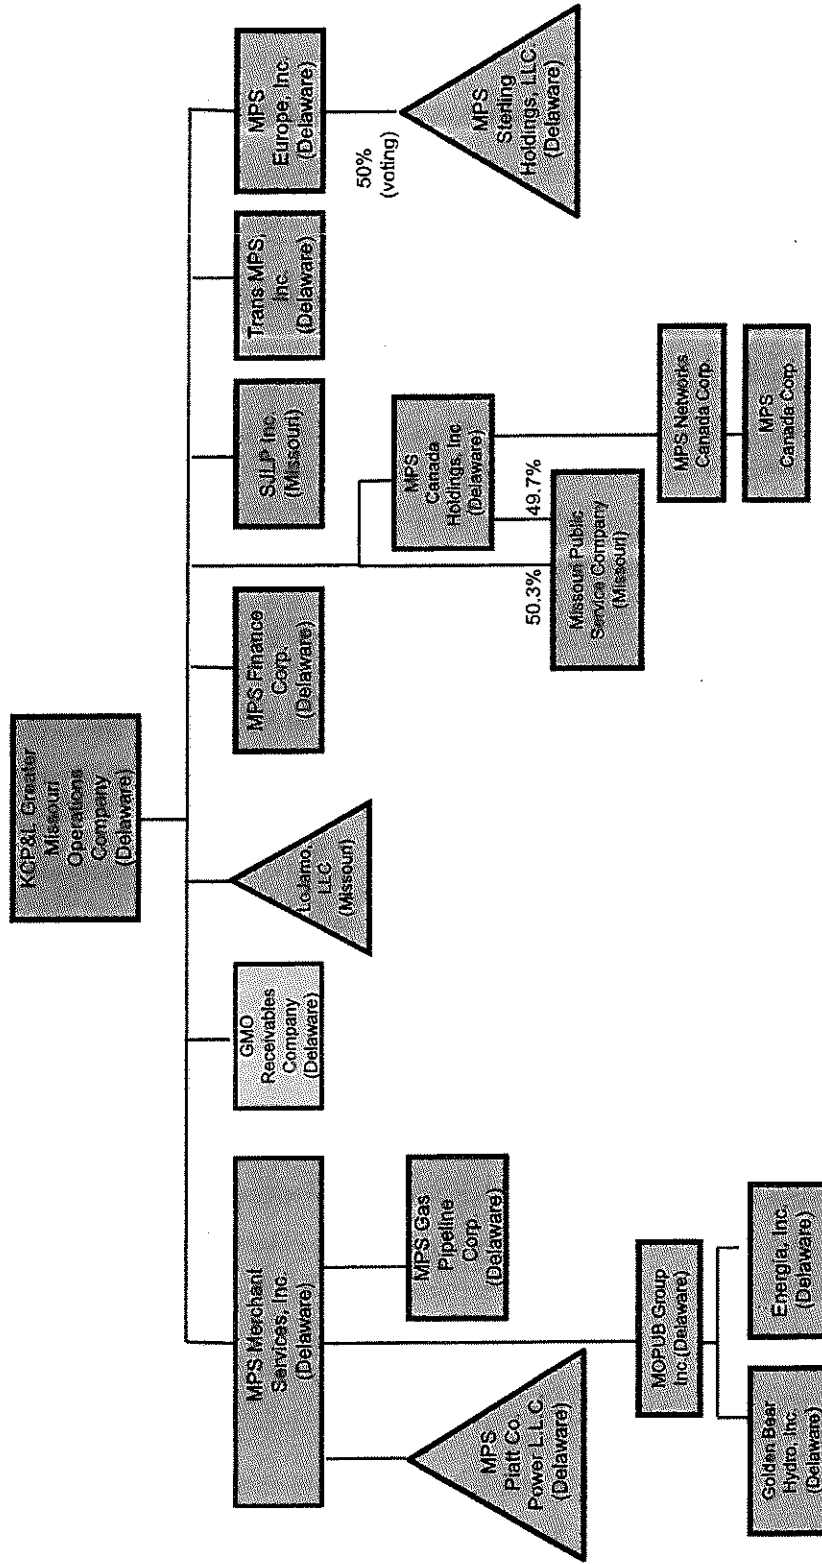 KCP&L Greater
Missouri
Operations
Company
(Delaware)
MPS Merchant
Services, Inc.
(Delaware)
GMO
Receivables
Company
(Delaware)
LoJamo,
LLC
(Missouri)
MPS Finance
Corp.
(Delaware)
SJLP Inc.
(Missouri)
Trans MPS,
Inc.
(Delaware)
MPS
Europe, Inc.
(Delaware)
50%
(voting)
MPS
Sterling
Holdings, LLC.
(Delaware)
MPS
Piatt Co.
Power L.L.C.
(Delaware)
MPS Gas
Pipeline
Corp.
(Delaware)
MPS
Canada
Holdings, Inc
(Delaware)
50.3%
49.7%
Missouri Public
Service Company
(Missouri)
MPS Networks
Canada Corp.
MPS
Canada Corp.
MOPUB Group
Inc.(Delaware)
Golden Bear
Hydro, Inc.
(Delaware)
Energia, Inc.
(Delaware)